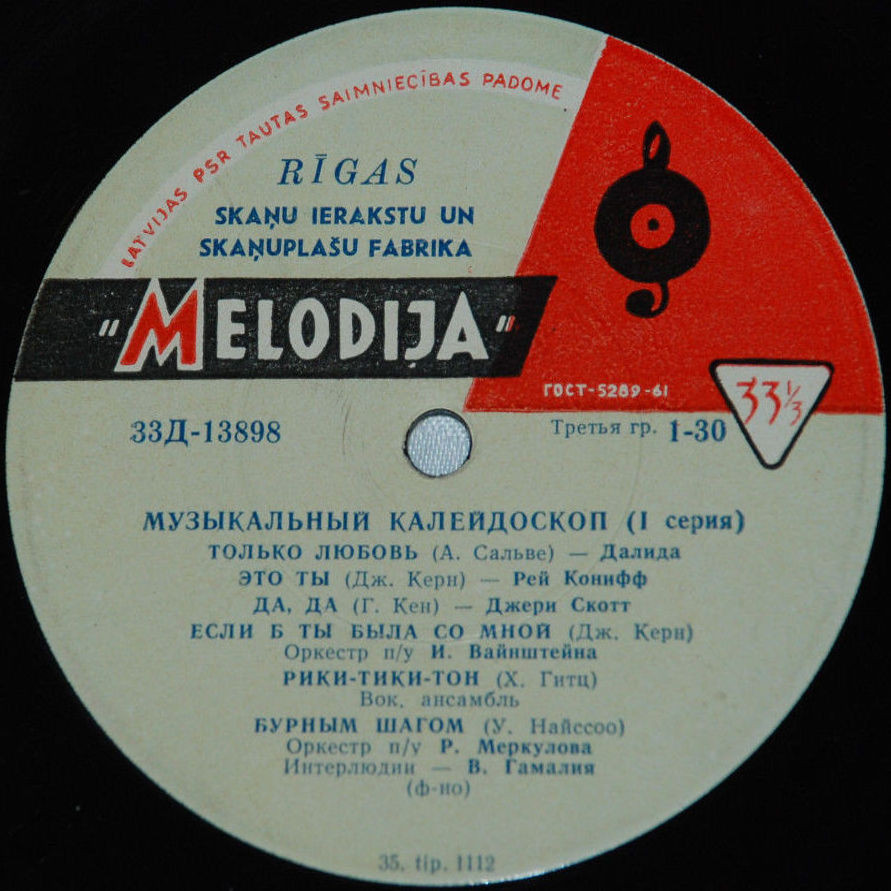 LATVIJAS PSR TAUTAS SAIMNIECĪBAS PADOME
RĪGAS
SKAŅU IERAKSTU UN
SKAŅUPLAŠU FABRIKA
"MELODIJA"
ГОСТ-5289-61
33 1/3
33Д-13898
Третья гр. 1-30
МУЗЫКАЛЬНЫЙ КАЛЕЙДОСКОП (I серия)
ТОЛЬКО ЛЮБОВЬ (А. Сальве) — Далида
ЭТО ТЫ (Дж. Керн) — Рей Конифф
ДА, ДА (Г. Кен) — Джери Скотт
ЕСЛИ Б ТЫ БЫЛА СО МНОЙ (Дж. Керн)
Оркестр п/у И. Вайнштейна
РИКИ-ТИКИ-ТОН (Х. Гитц)
Вок. ансамбль
БУРНЫМ ШАГОМ (У. Найссоо)
Оркестр п/у Р. Меркулова
Интерлюдии — В. Гамалия
(ф-но)
35. tip. 1112